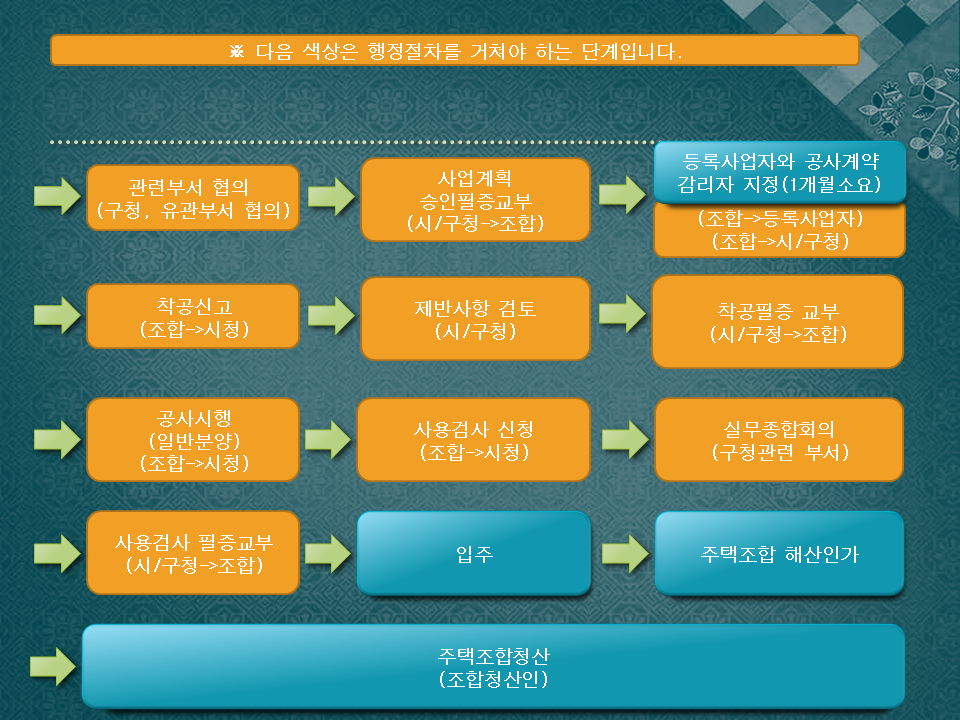 ※ 다음 색상은 행정절차를 거쳐야 하는 단계입니다.
관련부서 협의
(구청, 유관부서 협의)
사업계획
승인필증교부
(시/구청->조합)
등록사업자와 공사계약
감리자 지정(1개월소요)
(조합->등록사업자)
(조합->시/구청)
착공신고
(조합->시청)
제반사항 검토
(시/구청)
착공필증 교부
(시/구청->조합)
공사시행
(일반분양)
(조합->시청)
사용검사 신청
(조합->시청)
실무종합회의
(구청관련 부서)
사용검사 필증교부
(시/구청->조합)
입주
주택조합 해산인가
주택조합청산
(조합청산인)